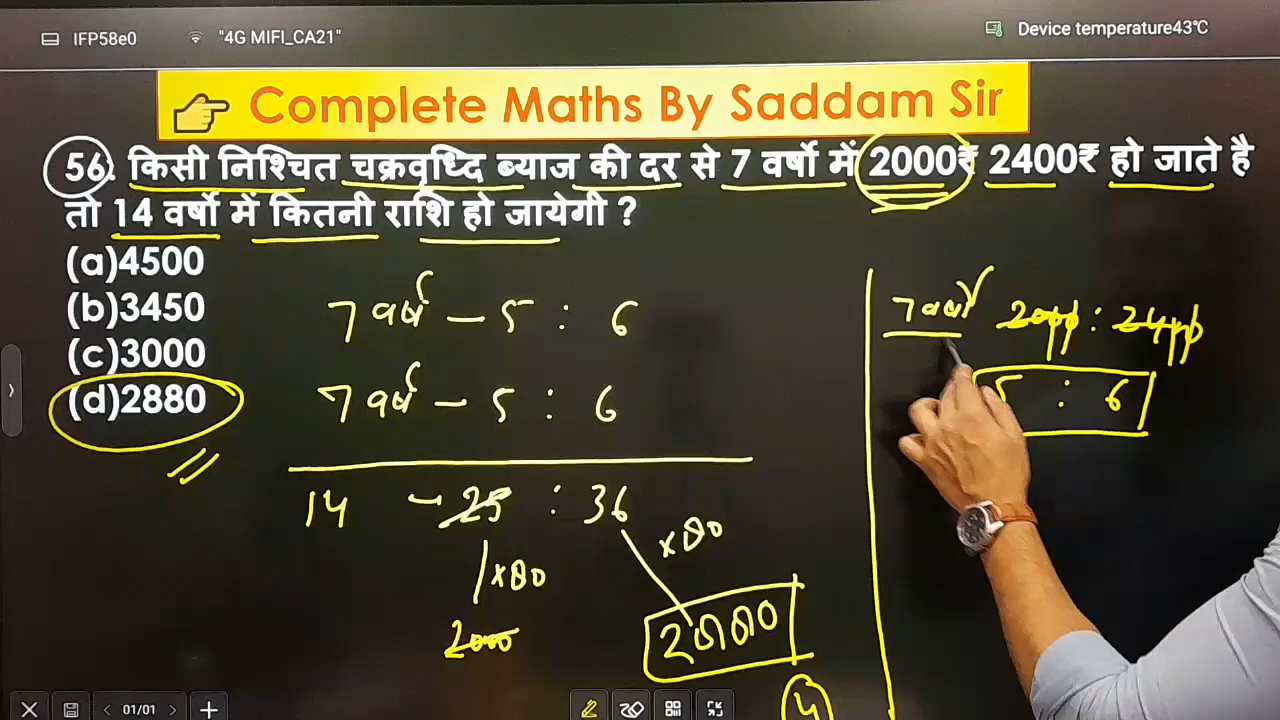 IFP58e0 "4G MIFI_CA21" Device temperature43℃
Complete Maths By Saddam Sir
56. किसी निश्चित चक्रवृध्दि ब्याज की दर से 7 वर्षो में 2000₹ 2400₹ हो जाते है
तो 14 वर्षो में कितनी राशि हो जायेगी ?
(a)4500
(b)3450
(c)3000
(d)2880
7 वर्ष – 5 : 6
7 वर्ष – 5 : 6
14 – 25 : 36
×80 ×80
2000 2880
7 वर्षो 2000 : 2400
5 : 6
01/01